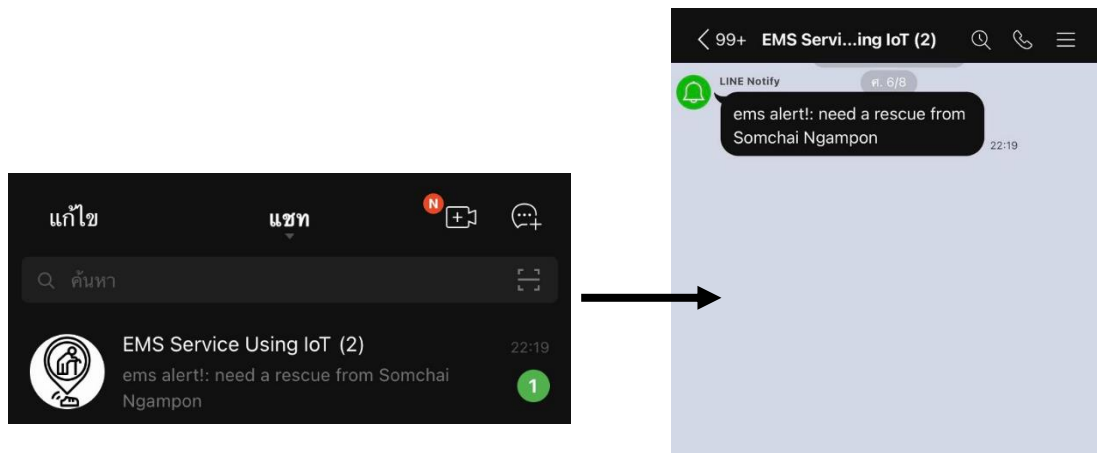 แก้ไข
แชท
N
ค้นหา
EMS Service Using IoT (2)
22:19
ems alert!: need a rescue from Somchai
Ngampon
1
99+
EMS Servi...ing IoT (2)
LINE Notify
ศ. 6/8
ems alert!: need a rescue from
Somchai Ngampon
22:19